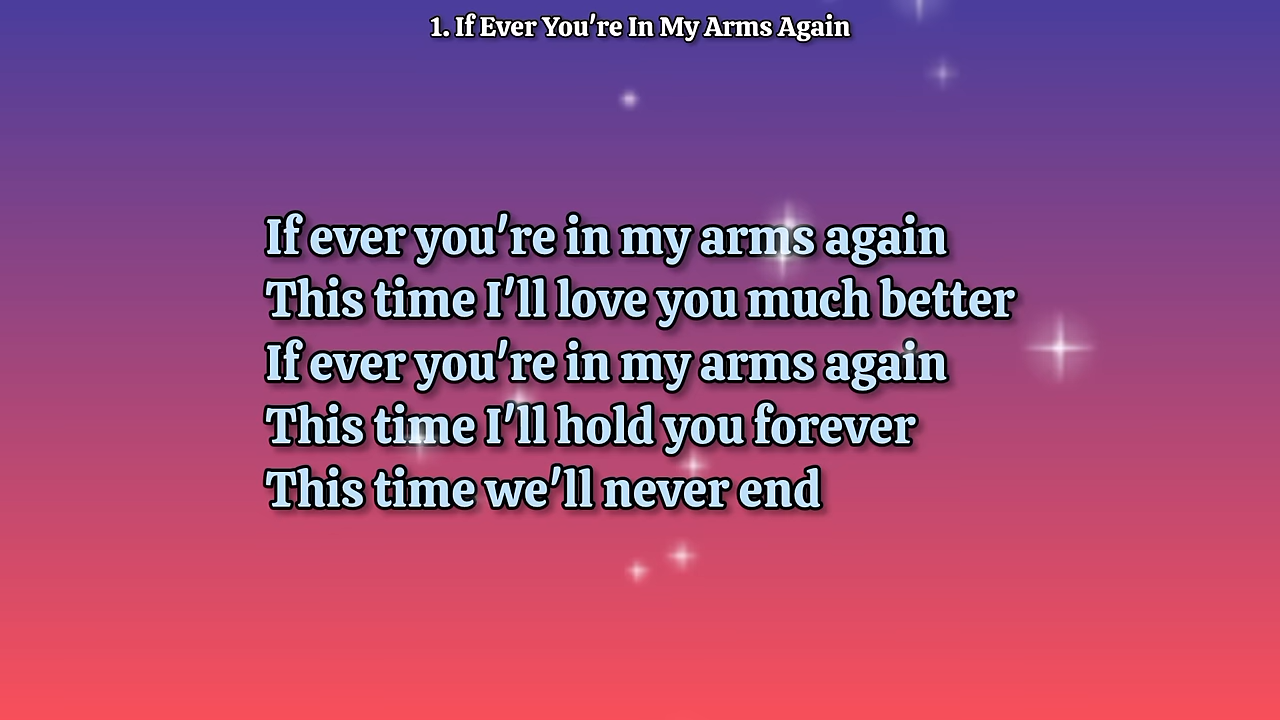 1. If Ever You're In My Arms Again
If ever you're in my arms again
This time I'll love you much better
If ever you're in my arms again
This time I'll hold you forever
This time we'll never end